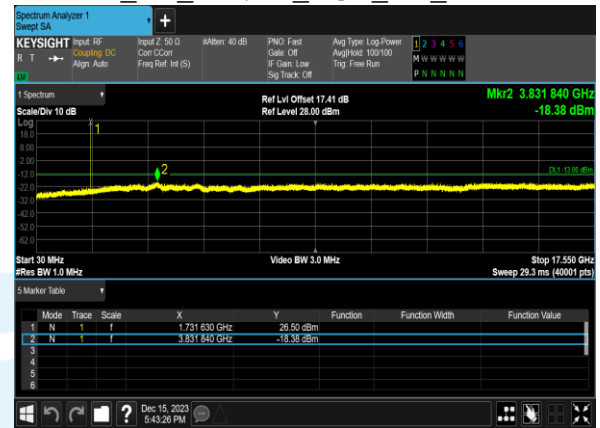 Spectrum Analyzer 1
Swept SA
KEYSIGHT Input: RF Input Z: 50 Ω #Atten: 40 dB PNO: Fast Avg Type: Log-Power 1 2 3 4 5 6
R T Coupling: DC Corr CCorr Gate: Off Avg|Hold: 100/100 M W W W W W
Align: Auto Freq Ref: Int (S) IF Gain: Low Trig: Free Run
Sig Track: Off P N N N N N
1 Spectrum Ref Lvl Offset 17.41 dB Mkr2 3.831 840 GHz
Scale/Div 10 dB Ref Level 28.00 dBm -18.38 dBm
Log
18.0
8.00
-2.00
-12.0
-22.0
-32.0
-42.0
-52.0
-62.0
1
2
DL1 -13.00 dBm
Start 30 MHz Video BW 3.0 MHz Stop 17.550 GHz
#Res BW 1.0 MHz Sweep 29.3 ms (40001 pts)
5 Marker Table
Mode Trace Scale X Y Function Function Width Function Value
1 N 1 f 1.731 630 GHz 26.50 dBm
2 N 1 f 3.831 840 GHz -18.38 dBm
3
4
5
6
? Dec 15, 2023
5:43:26 PM